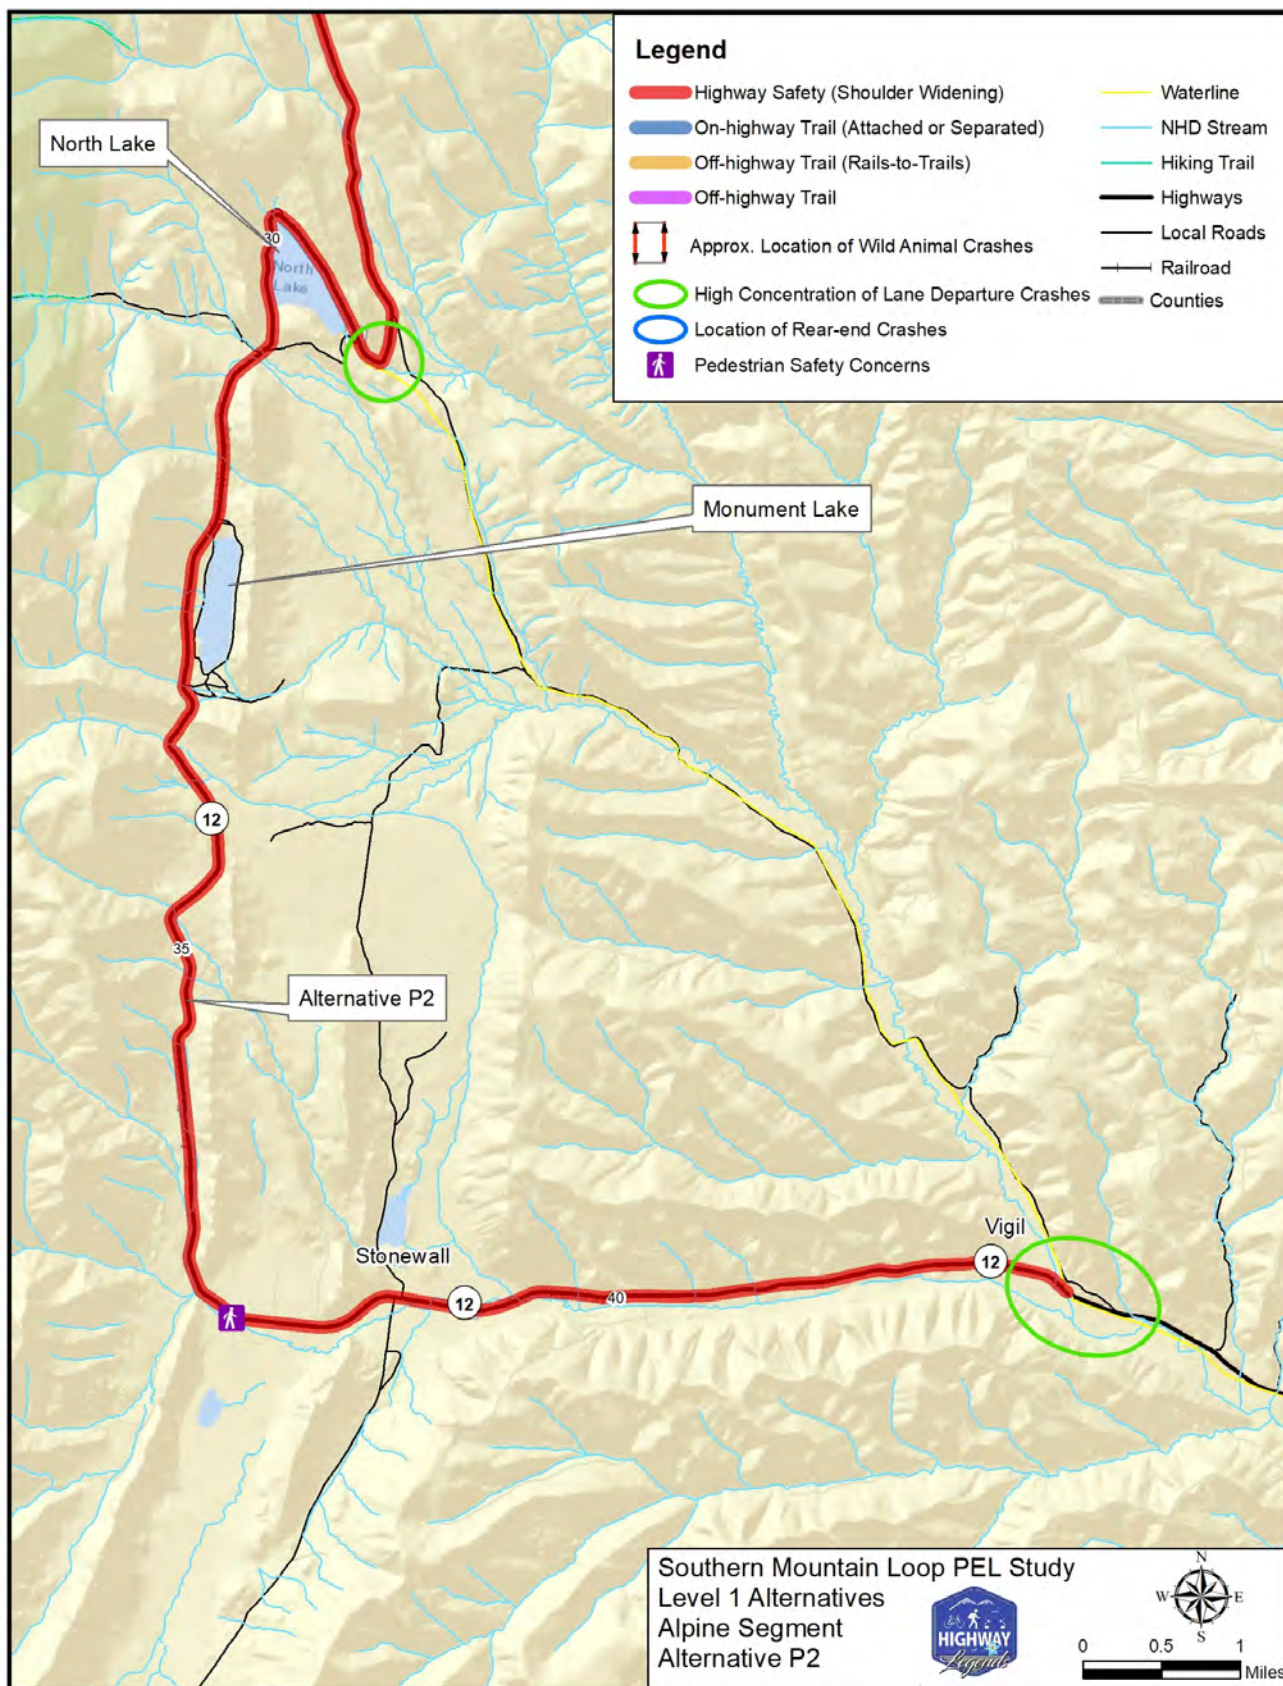 Legend
Highway Safety (Shoulder Widening)
On-highway Trail (Attached or Separated)
Off-highway Trail (Rails-to-Trails)
Off-highway Trail
Approx. Location of Wild Animal Crashes
High Concentration of Lane Departure Crashes
Location of Rear-end Crashes
Pedestrian Safety Concerns
Waterline
NHD Stream
Hiking Trail
Highways
Local Roads
Railroad
Counties
North Lake
30
North
Lake
Monument Lake
12
35
Alternative P2
Vigil
12
Stonewall
12
40
Southern Mountain Loop PEL Study
Level 1 Alternatives
Alpine Segment
Alternative P2
HIGHWAY
Legends
N
W
E
S
0 0.5 1
Miles